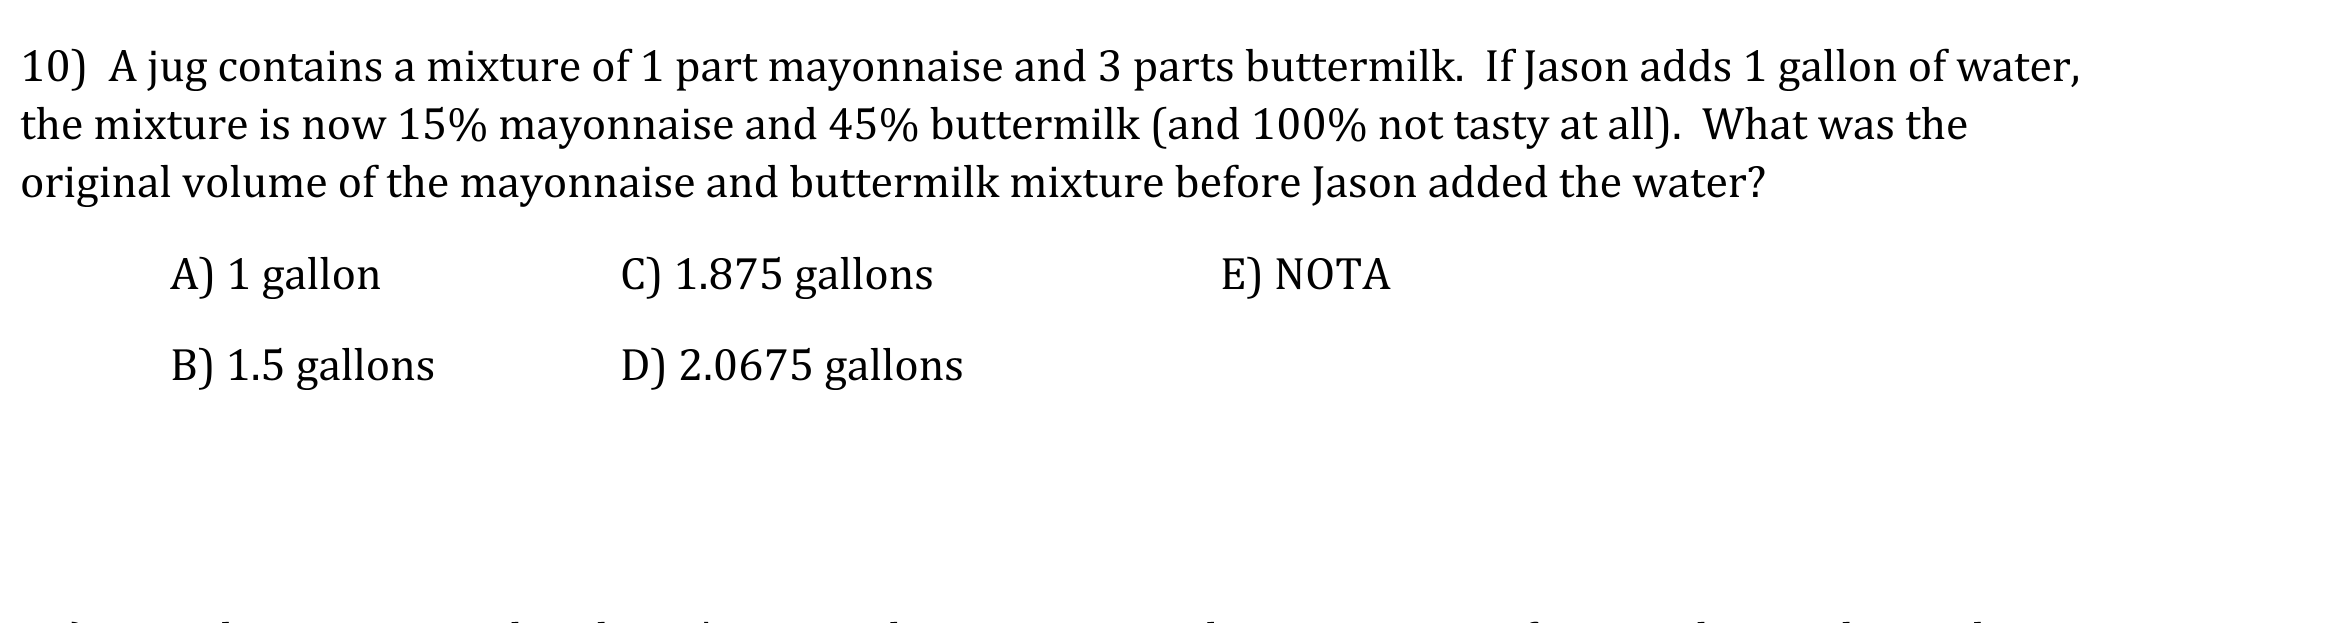 10)  A jug contains a mixture of 1 part mayonnaise and 3 parts buttermilk.  If Jason adds 1 gallon of water,
the mixture is now 15% mayonnaise and 45% buttermilk (and 100% not tasty at all).  What was the
original volume of the mayonnaise and buttermilk mixture before Jason added the water?
A) 1 gallon
C) 1.875 gallons
E) NOTA
B) 1.5 gallons
D) 2.0675 gallons